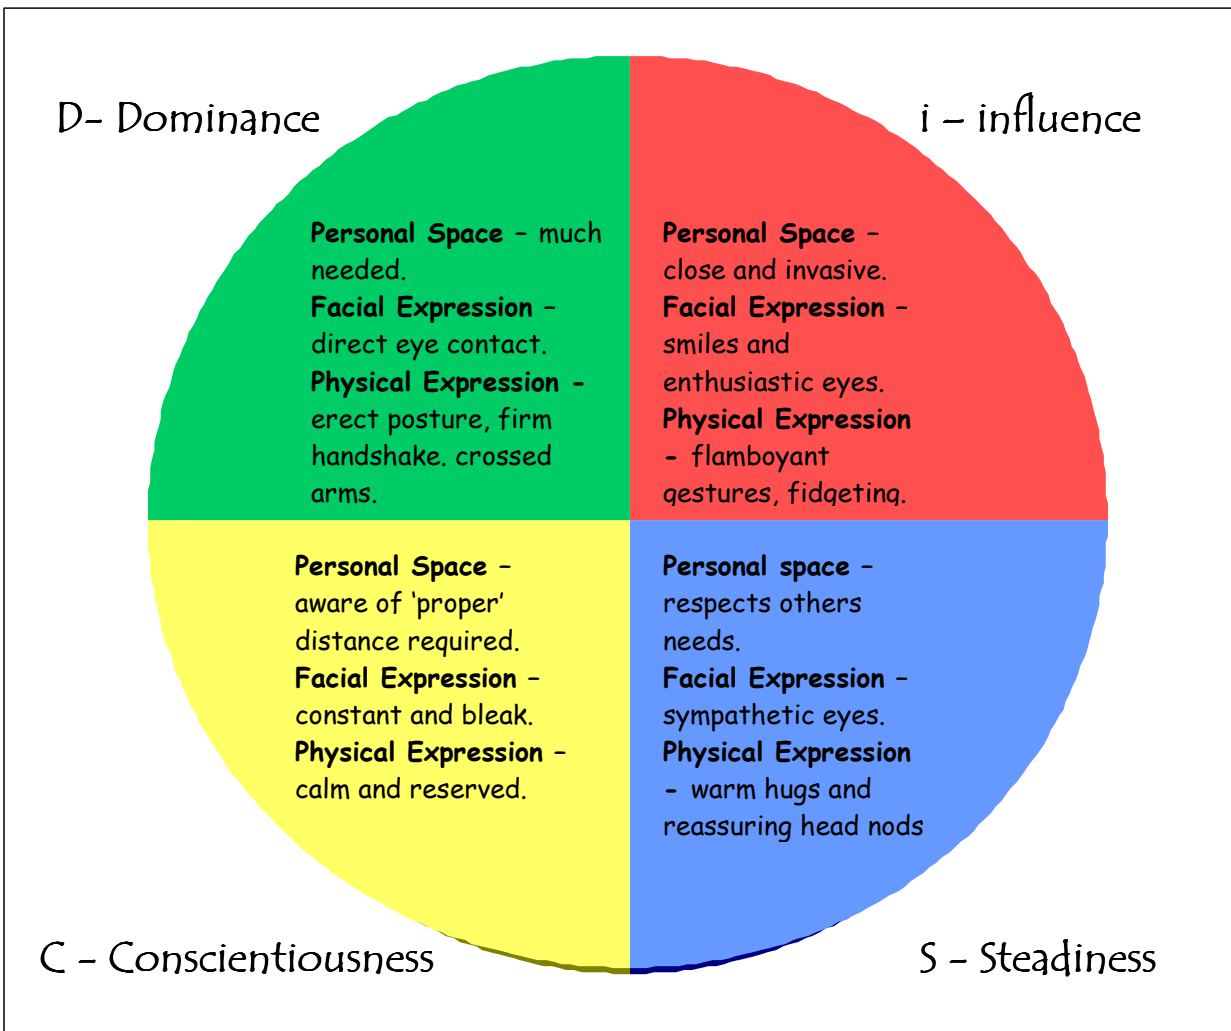 D- Dominance
i – influence
Personal Space – much
needed.
Facial Expression –
direct eye contact.
Physical Expression -
erect posture, firm
handshake. crossed
arms.
Personal Space –
close and invasive.
Facial Expression –
smiles and
enthusiastic eyes.
Physical Expression
- flamboyant
gestures, fidgeting.
Personal Space –
aware of ‘proper’
distance required.
Facial Expression –
constant and bleak.
Physical Expression –
calm and reserved.
Personal space –
respects others
needs.
Facial Expression –
sympathetic eyes.
Physical Expression
- warm hugs and
reassuring head nods
C - Conscientiousness
S - Steadiness